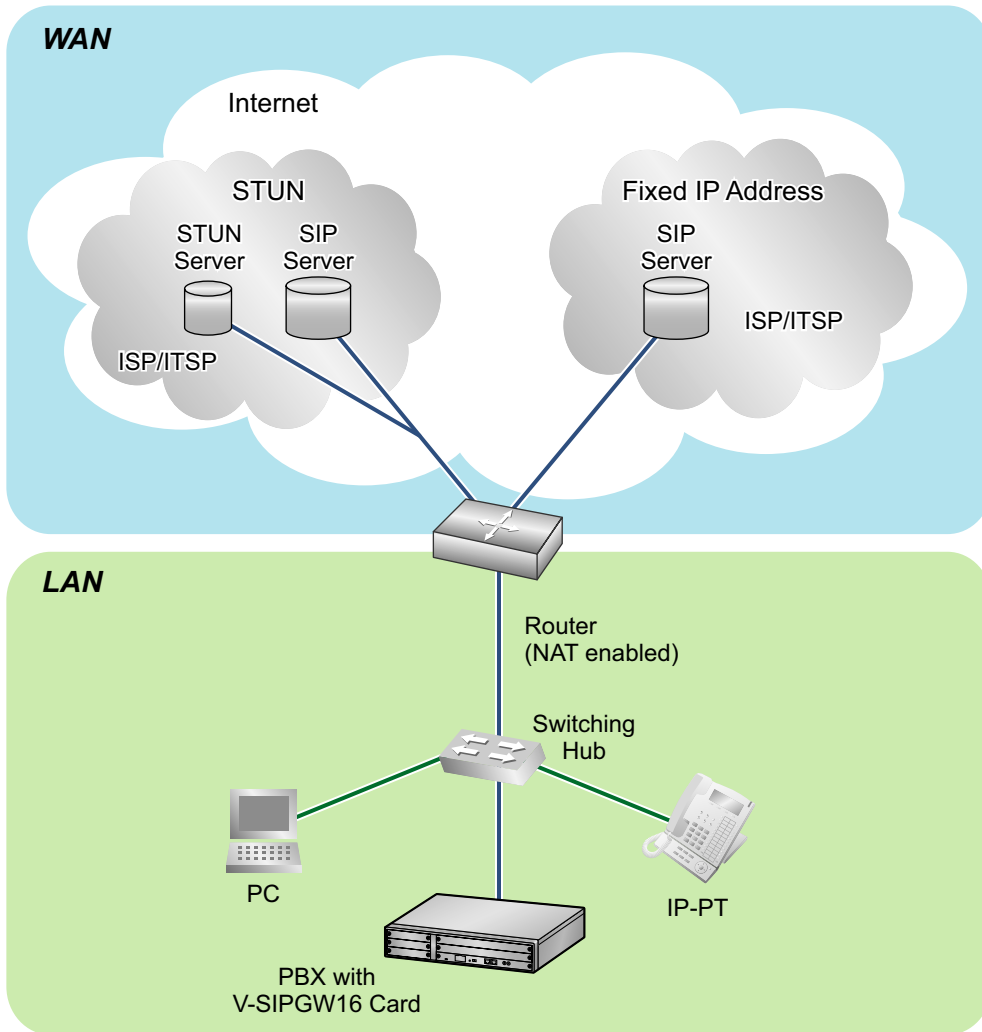 WAN
Internet
STUN
Fixed IP Address
STUN
Server
SIP
Server
SIP
Server
ISP/ITSP
ISP/ITSP
LAN
Router
(NAT enabled)
Switching
Hub
PC
IP-PT
PBX with
V-SIPGW16 Card